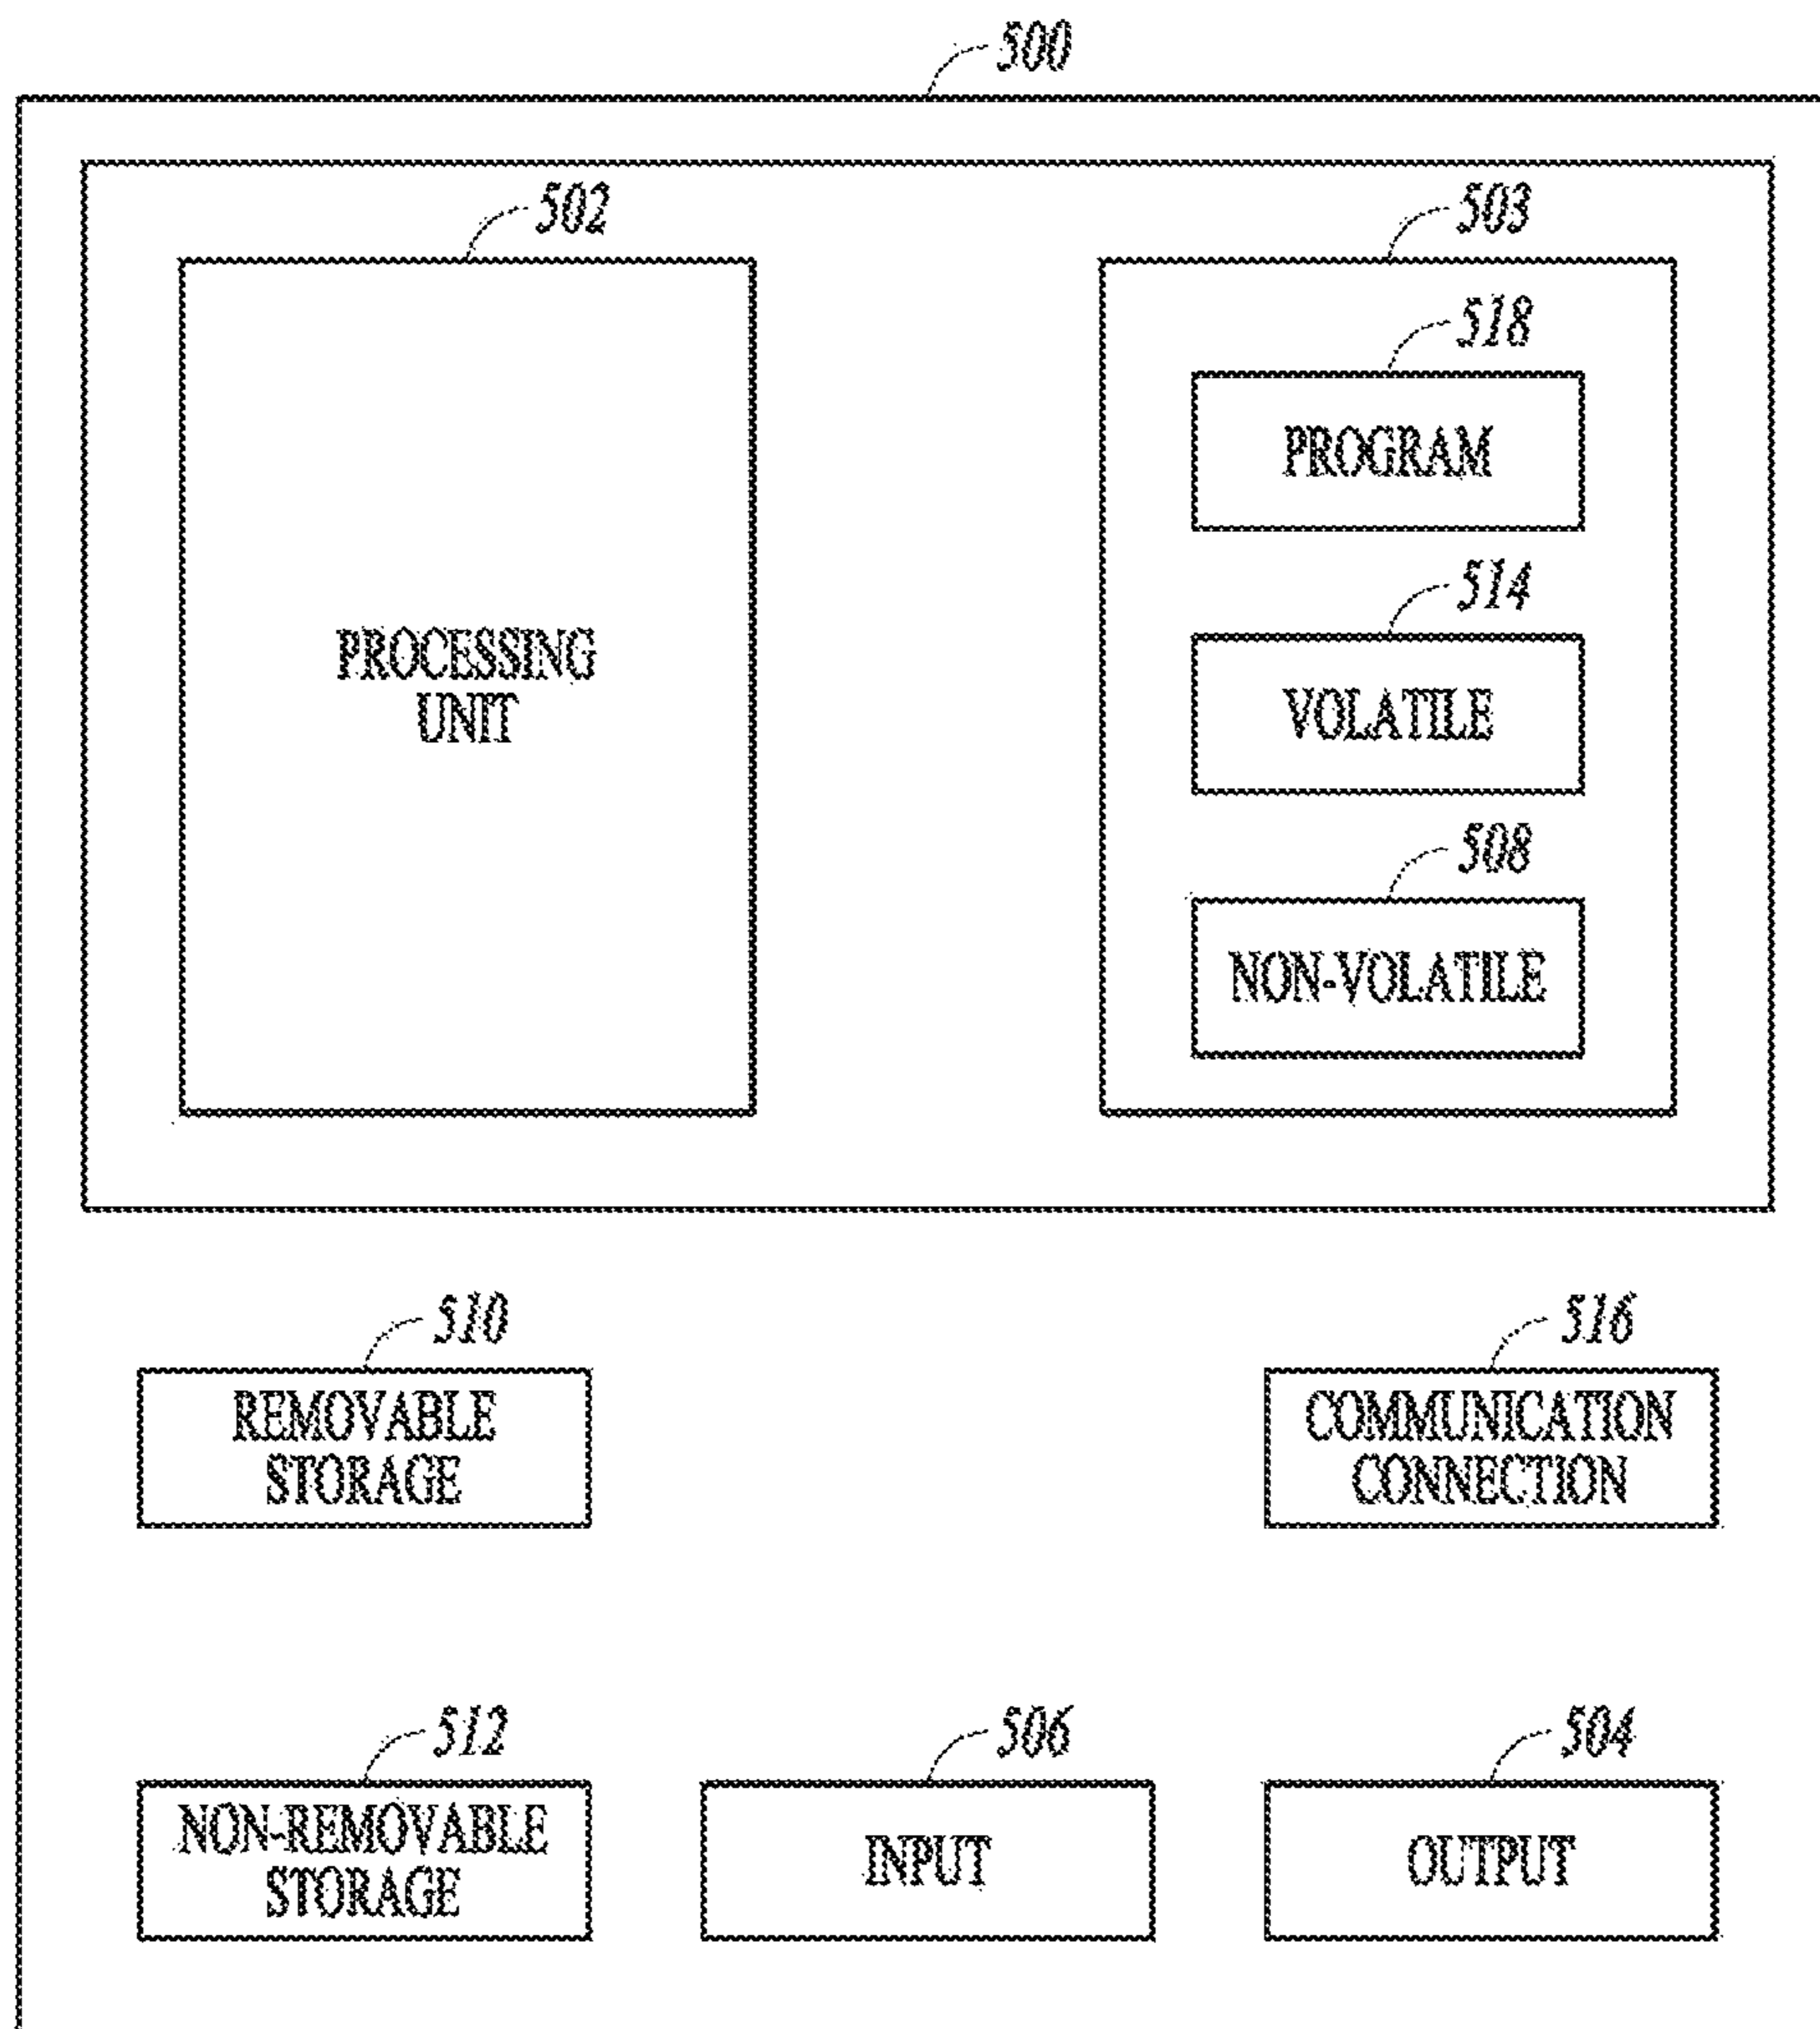 500
502
503
518
PROGRAM
514
PROCESSING
UNIT
VOLATILE
508
NON-VOLATILE
510
516
REMOVABLE
STORAGE
COMMUNICATION
CONNECTION
512
506
504
NON-REMOVABLE
STORAGE
INPUT
OUTPUT